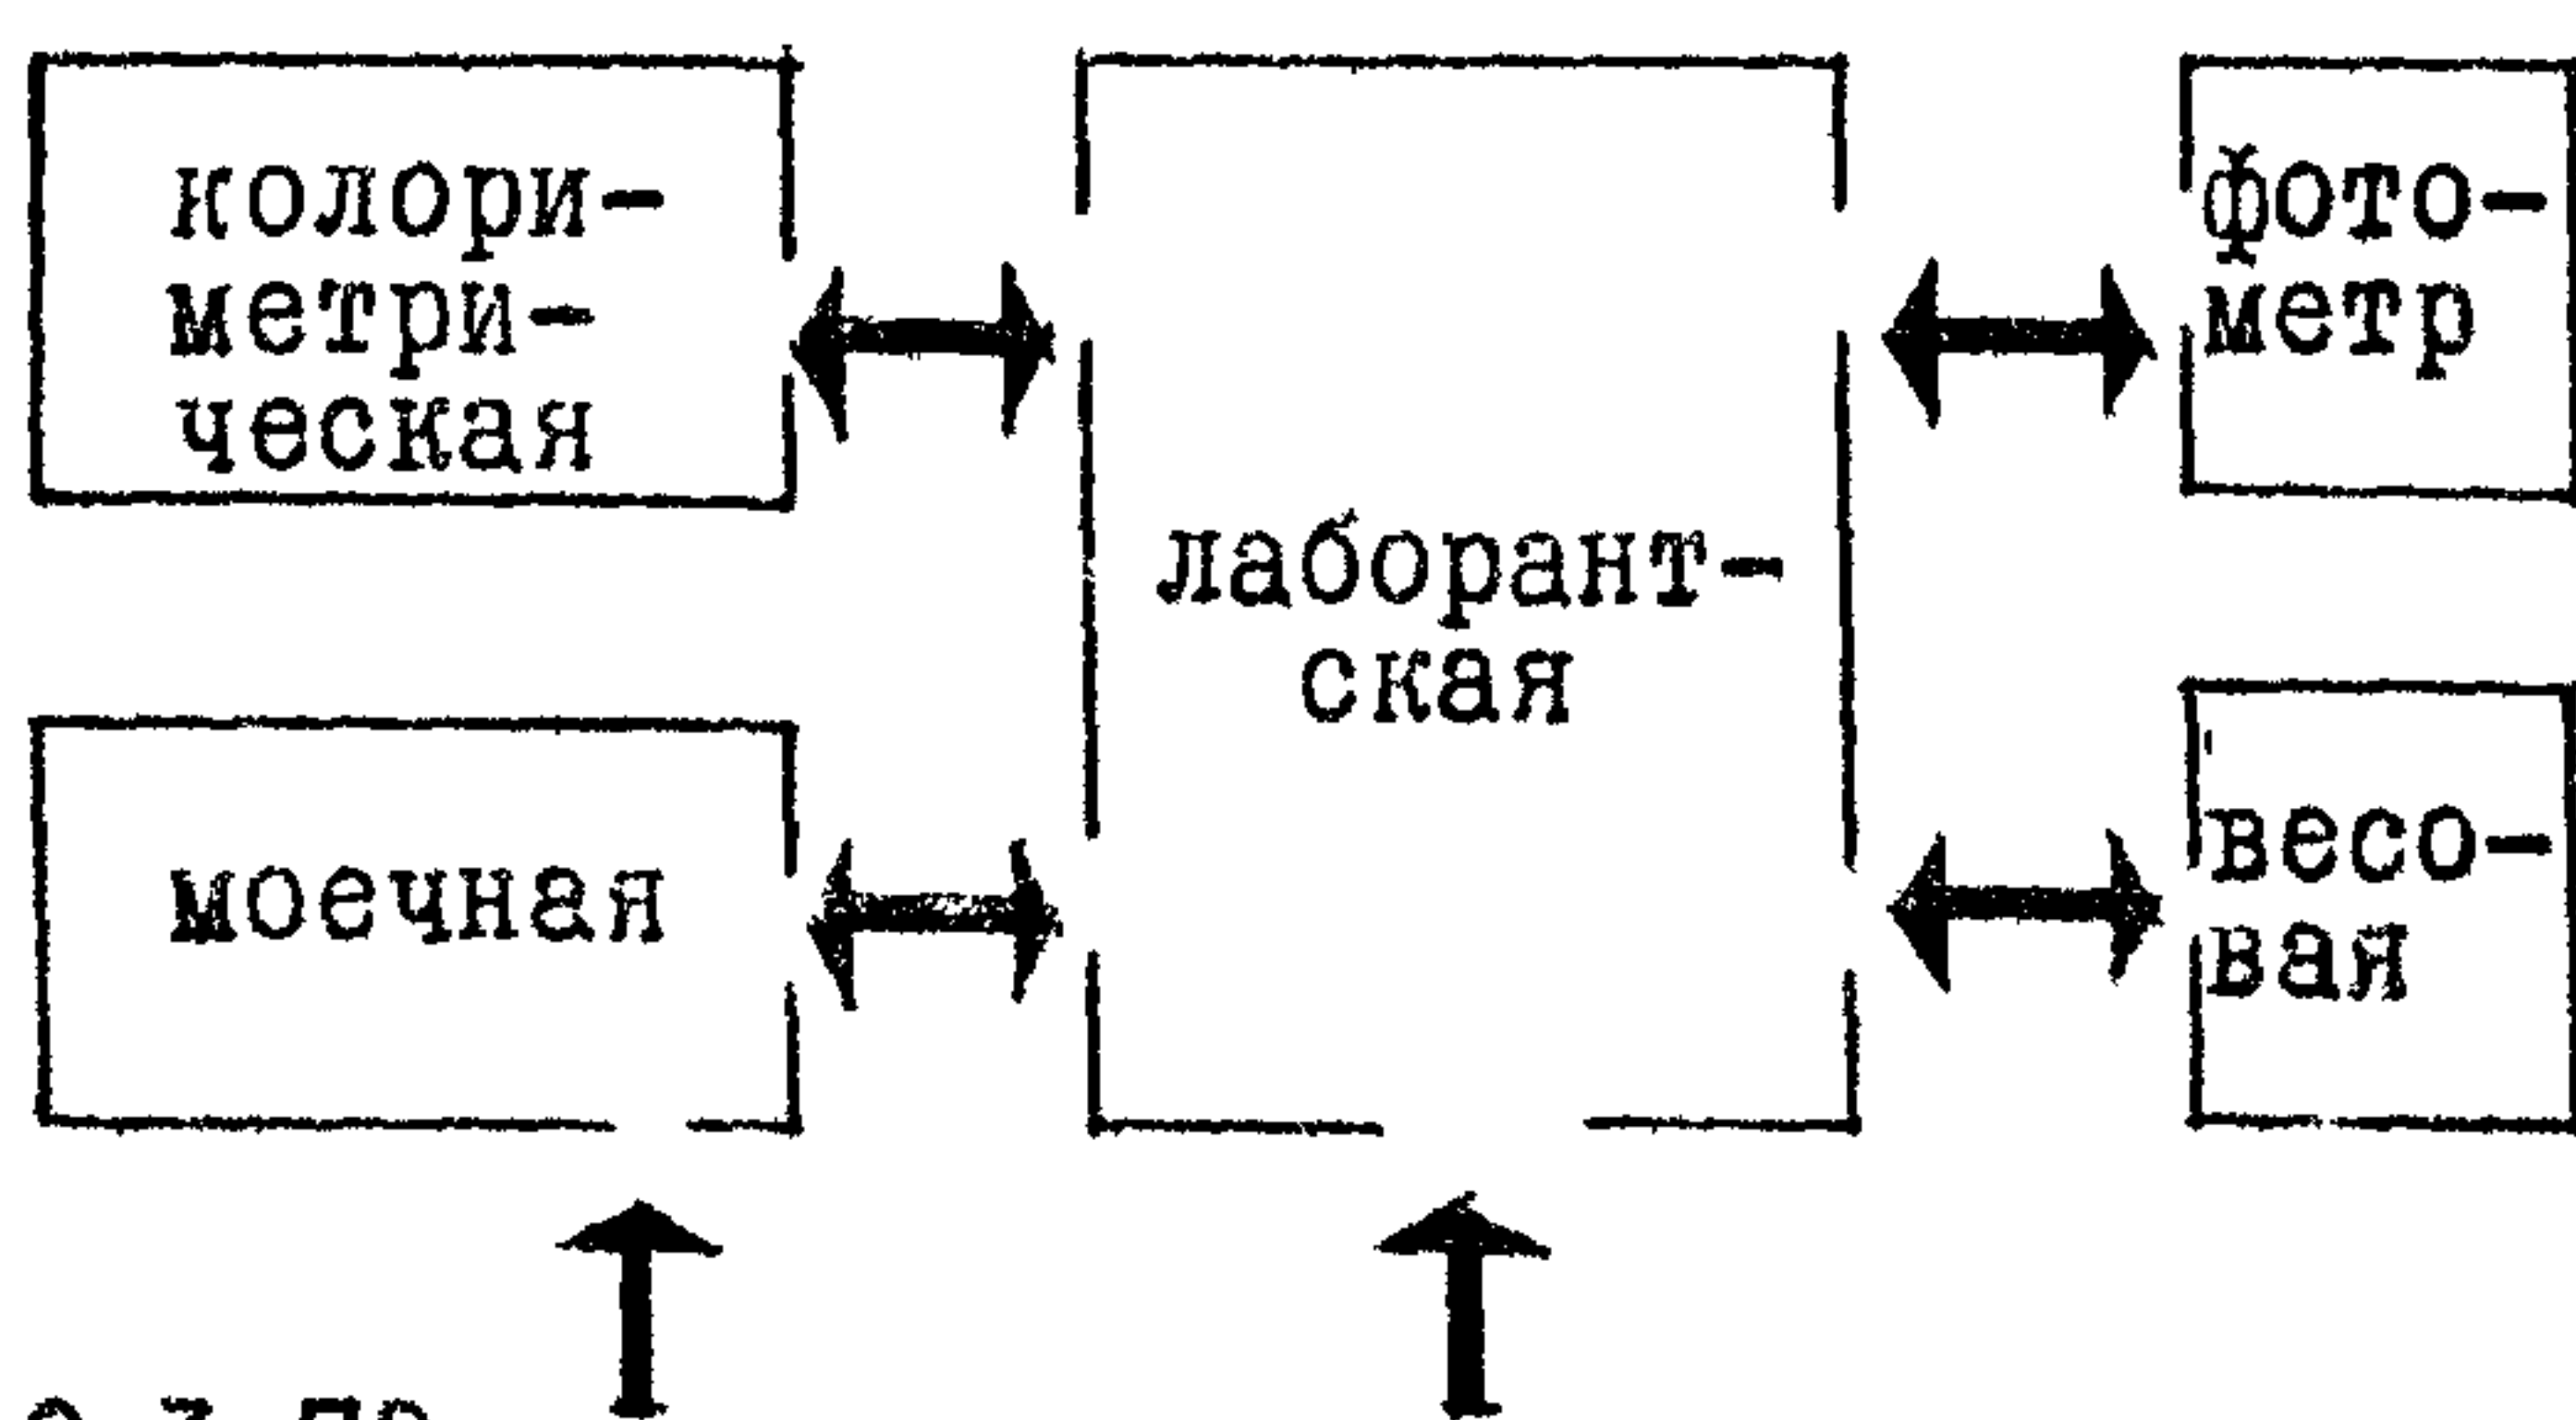 колори-
метри-
ческая
фото-
метр
лаборант-
ская
моечная
весо-
вая